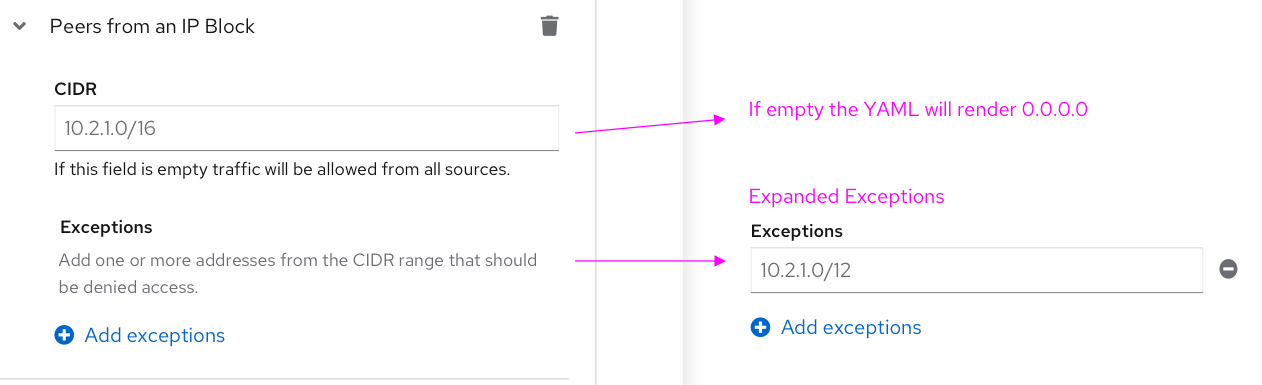 Peers from an IP Block
CIDR
10.2.1.0/16
If this field is empty traffic will be allowed from all sources.
Exceptions
Add one or more addresses from the CIDR range that should
be denied access.
Add exceptions
If empty the YAML will render 0.0.0.0
Expanded Exceptions
Exceptions
10.2.1.0/12
Add exceptions